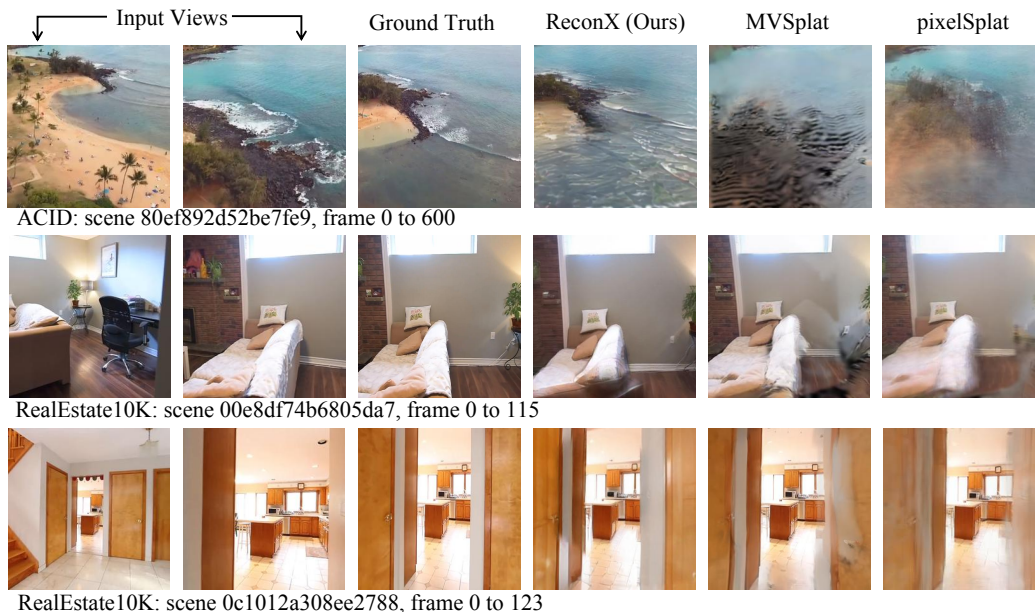 Input Views Ground Truth ReconX (Ours) MVSplat pixelSplat
ACID: scene 80ef892d52be7fe9, frame 0 to 600
RealEstate10K: scene 00e8df74b6805da7, frame 0 to 115
RealEstate10K: scene 0c1012a308ee2788, frame 0 to 123